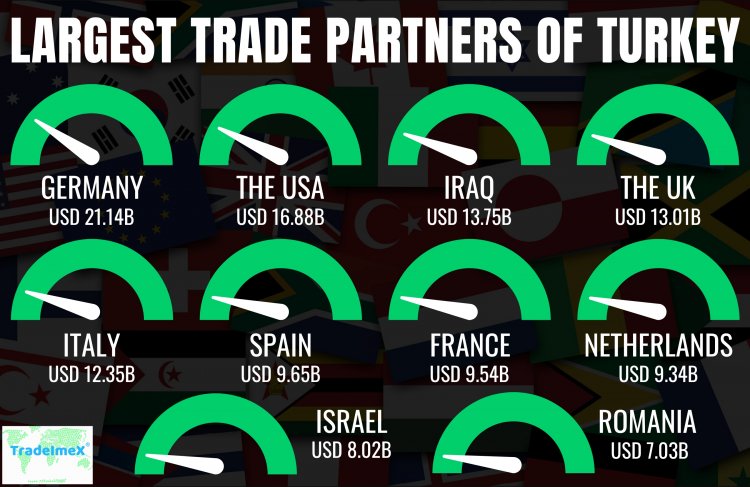 LARGEST TRADE PARTNERS OF TURKEY
GERMANY
USD 21.14B
THE USA
USD 16.88B
IRAQ
USD 13.75B
THE UK
USD 13.01B
ITALY
USD 12.35B
SPAIN
USD 9.65B
FRANCE
USD 9.54B
NETHERLANDS
USD 9.34B
ISRAEL
USD 8.02B
ROMANIA
USD 7.03B
TradeImeX®